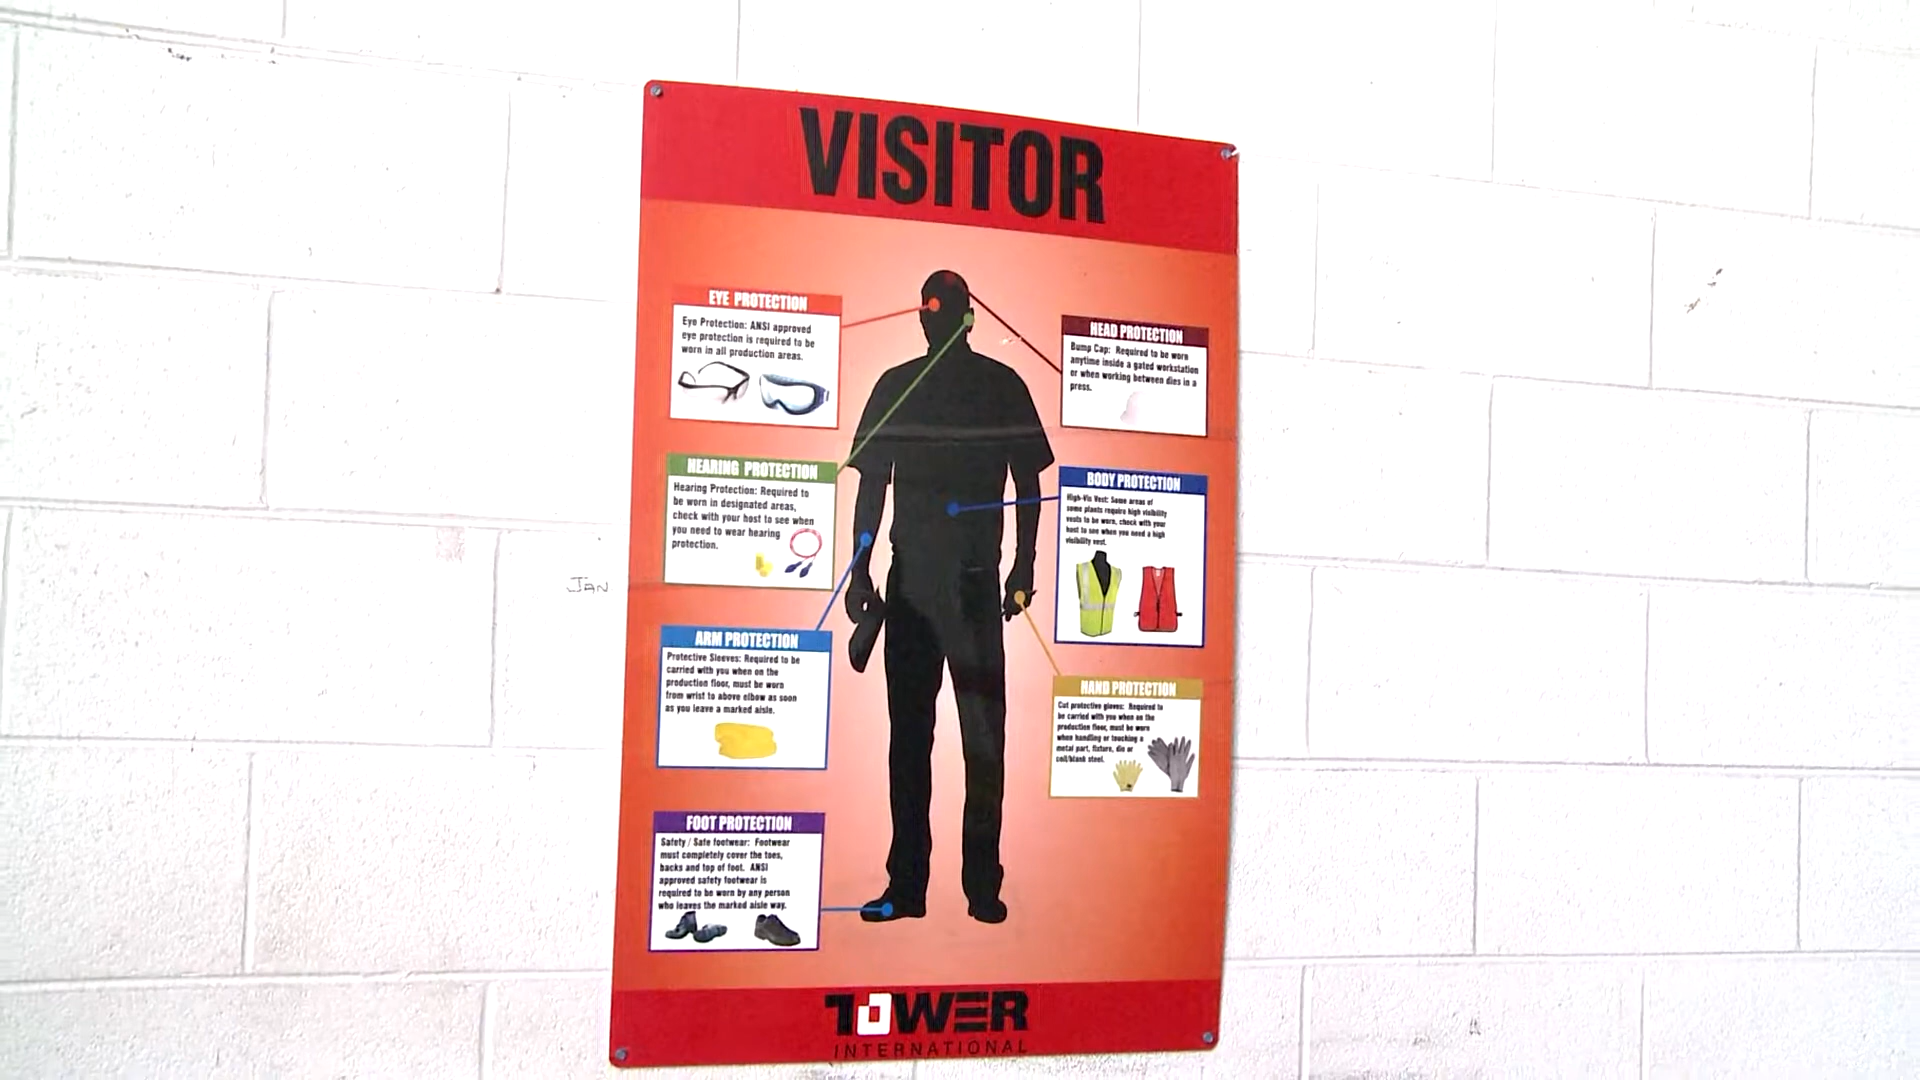 VISITOR
EYE PROTECTION
Eye Protection: ANSI approved
eye protection is required to be
worn in all production areas.
HEAD PROTECTION
Bump Cap: Required to be worn
anytime inside a gated workstation
or when working between dies in a
press.
HEARING PROTECTION
Hearing Protection: Required to
be worn in designated areas,
check with your host to see when
you need to wear hearing
protection.
BODY PROTECTION
High-Vis Vest: Some areas of
some plants require high visibility
vests to be worn, check with your
host to see when you need a high
visibility vest.
JAN
ARM PROTECTION
Protective Sleeves: Required to be
carried with you when on the
production floor, must be worn
from wrist to above elbow as soon
as you leave a marked aisle.
HAND PROTECTION
Cut protective gloves: Required to
be carried with you when on the
production floor, must be worn
when handling or touching a
metal part, fixture, die or
coil/blank steel.
FOOT PROTECTION
Safety / Safe footwear: Footwear
must completely cover the toes,
backs and top of foot. ANSI
approved safety footwear is
required to be worn by any person
who leaves the marked aisle way.
TOWER
INTERNATIONAL